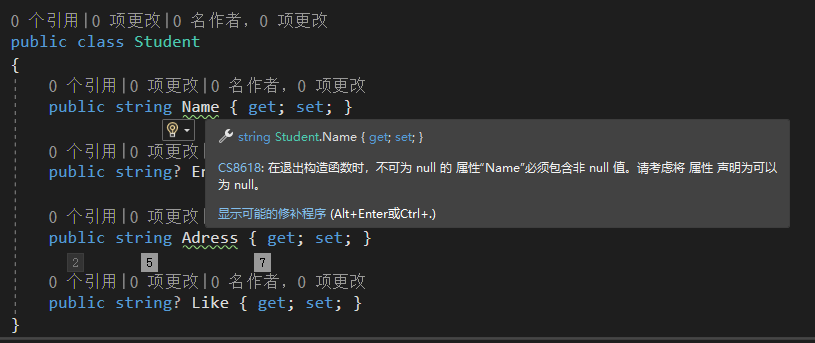 0 个引用|0 项更改|0 名作者，0 项更改
public class Student
{
0 个引用|0 项更改|0 名作者，0 项更改
public string Name { get; set; }
string Student.Name { get; set; }
0 个引用|0 项更改|0
CS8618: 在退出构造函数时，不可为 null 的 属性“Name”必须包含非 null 值。请考虑将 属性 声明为可以
public string?
为 null。
0 个引用|0 项更改|0
显示可能的修补程序 (Alt+Enter或Ctrl+.)
public string Adress { get; set; }
2 5 7
0 个引用|0 项更改|0 名作者，0 项更改
public string? Like { get; set; }
}